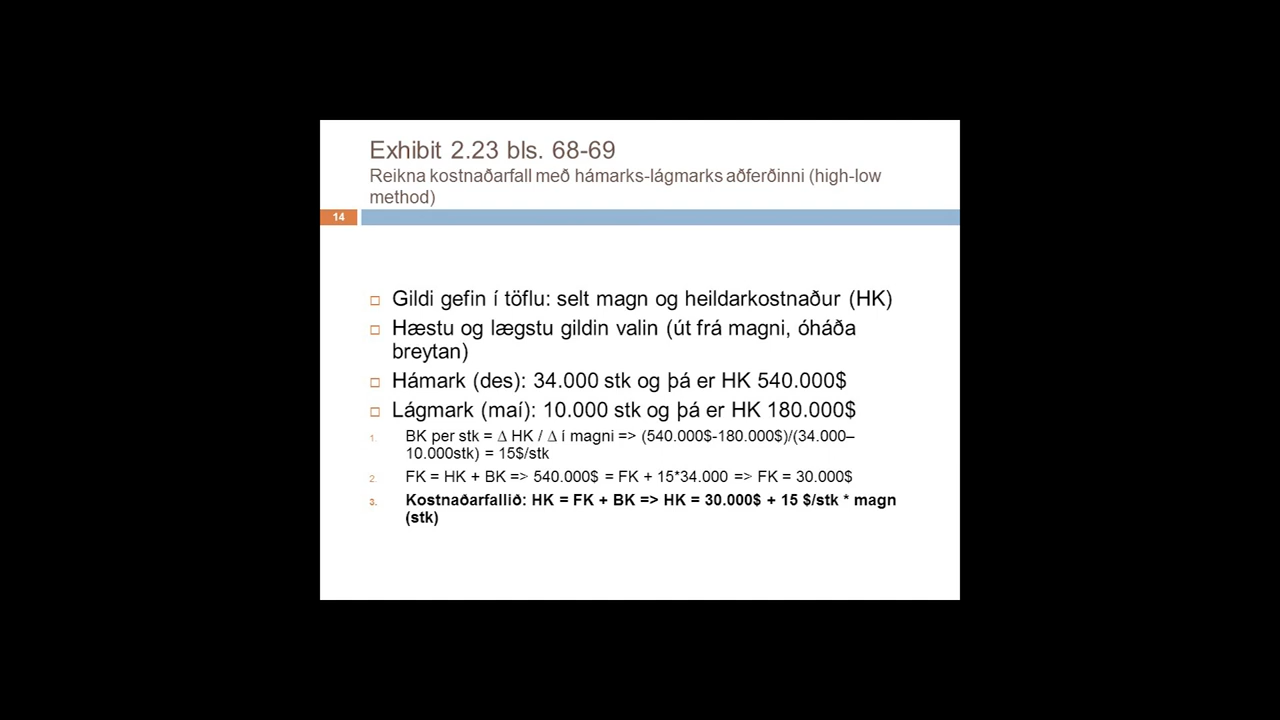 Exhibit 2.23 bls. 68-69
Reikna kostnaðarfall með hámarks-lágmarks aðferðinni (high-low
method)
14
Gildi gefin í töflu: selt magn og heildarkostnaður (HK)
Hæstu og lægstu gildin valin (út frá magni, óháða
breytan)
Hámark (des): 34.000 stk og þá er HK 540.000$
Lágmark (maí): 10.000 stk og þá er HK 180.000$
1. BK per stk = ∆ HK / ∆ í magni => (540.000$-180.000$)/(34.000–
10.000stk) = 15$/stk
2. FK = HK + BK => 540.000$ = FK + 15*34.000 => FK = 30.000$
3. Kostnaðarfallið: HK = FK + BK => HK = 30.000$ + 15 $/stk * magn
(stk)